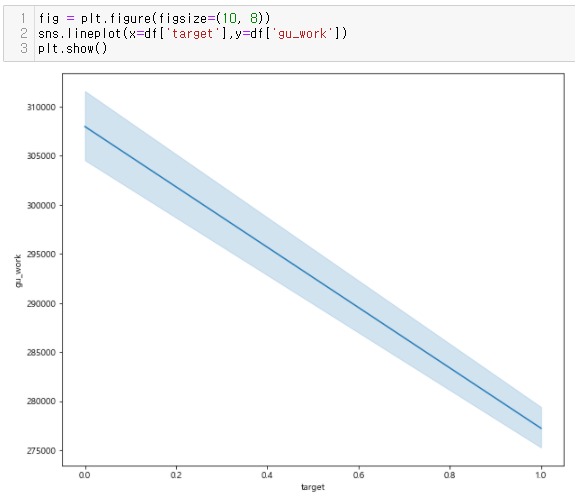 1 fig = plt.figure(figsize=(10, 8))
2 sns.lineplot(x=df['target'],y=df['gu_work'])
3 plt.show()
310000
305000
300000
295000
290000
285000
280000
275000
gu_work
0.0 0.2 0.4 0.6 0.8 1.0
target